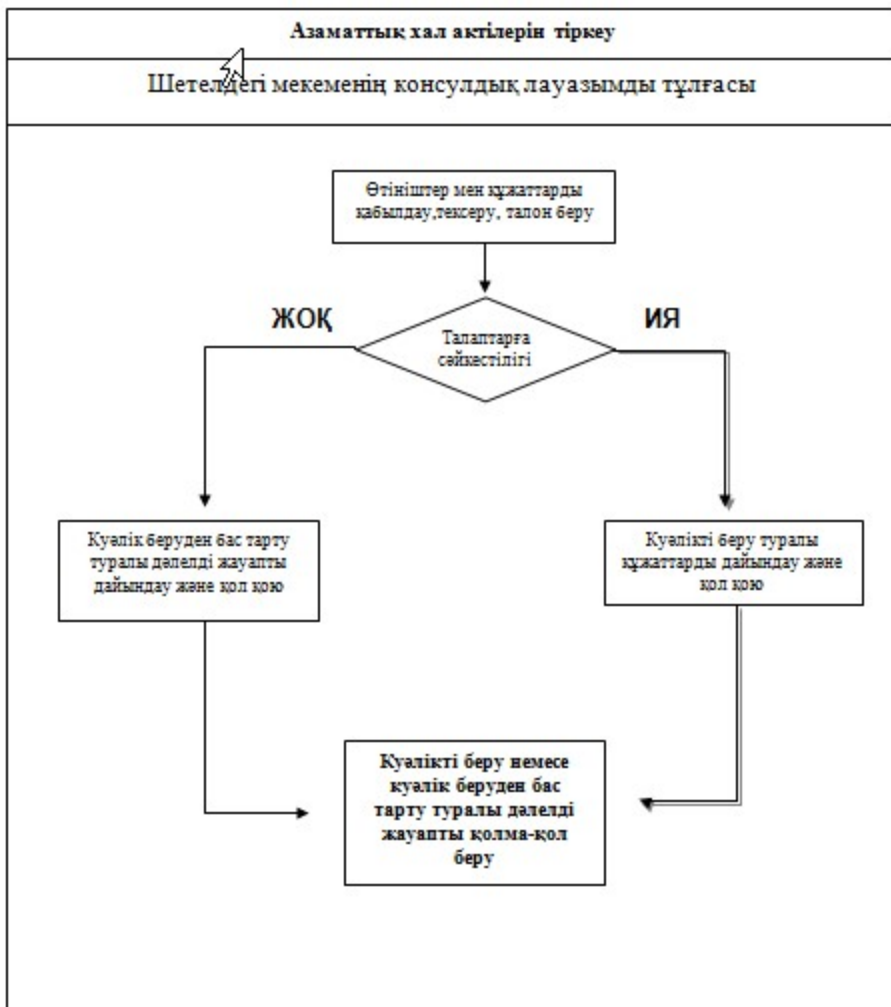 Азаматтық хал актілерін тіркеу
Шетелдегі мекеменің консулдық лауазымды тұлғасы
Өтініштер мен құжаттарды
қабылдау,тексеру, талон беру
ЖОҚ
ИЯ
Талаптарға
сәйкестілігі
Куәлік беруден бас тарту
туралы дәлелді жауапты
дайындау және қол қою
Куәлікті беру туралы
құжаттарды дайындау және
қол қою
Куәлікті беру немесе
куәлік беруден бас
тарту туралы дәлелді
жауапты қолма-қол
беру